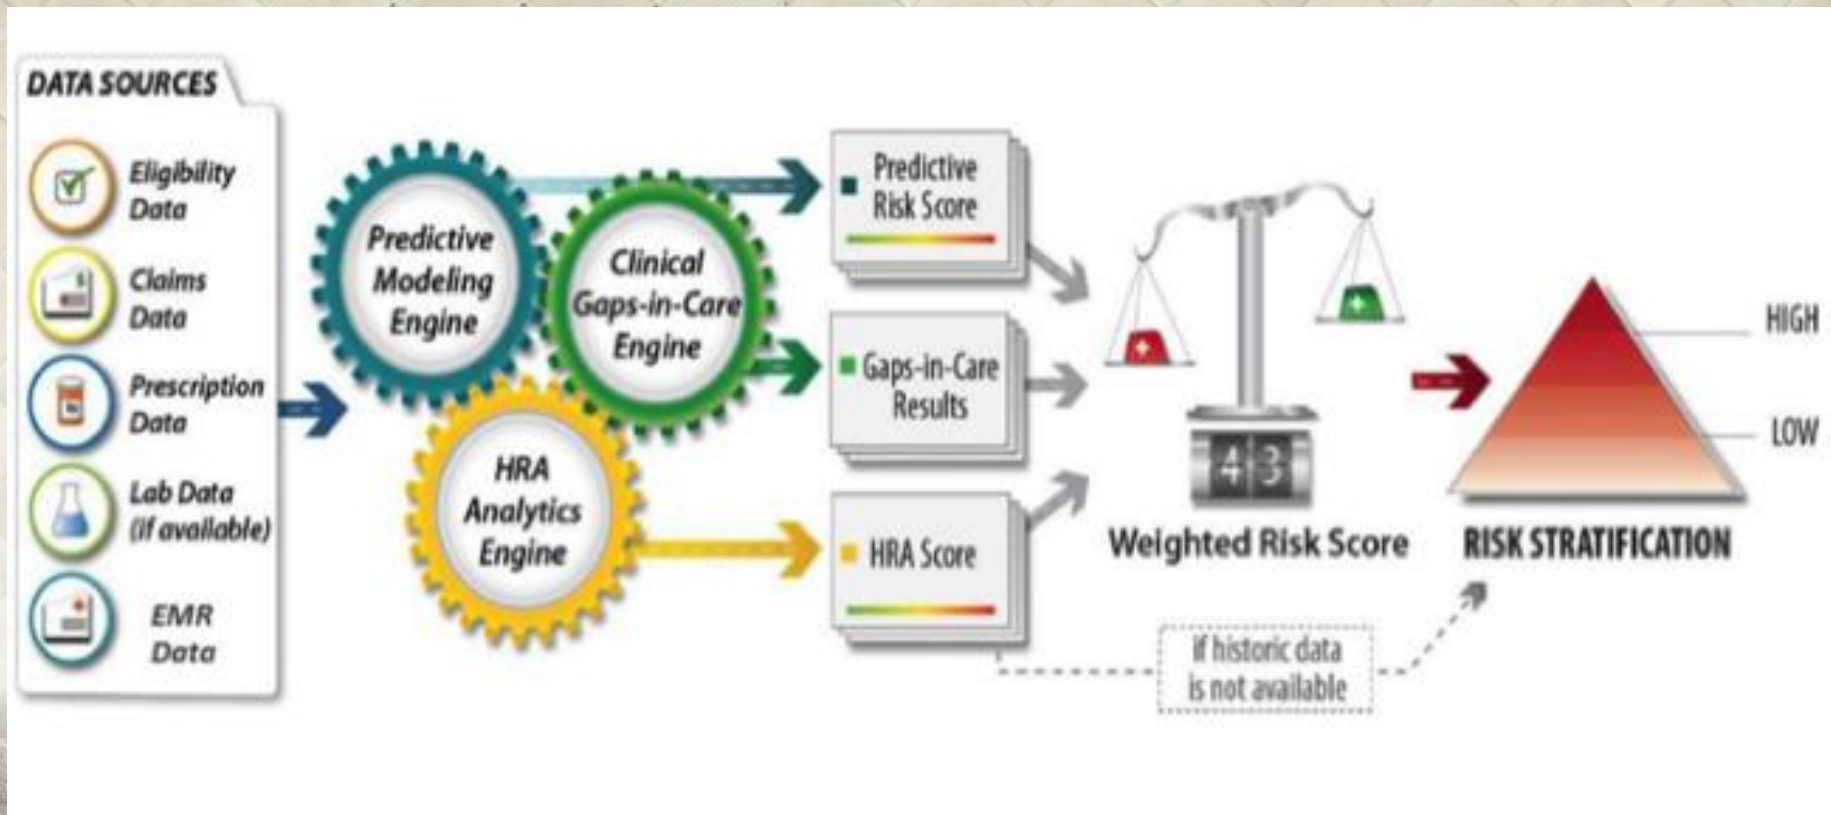 DATA SOURCES
Eligibility
Data
Claims
Data
Prescription
Data
Lab Data
(if available)
EMR
Data
Predictive
Modeling
Engine
Clinical
Gaps-in-Care
Engine
HRA
Analytics
Engine
Predictive
Risk Score
Gaps-in-Care
Results
HRA Score
43
Weighted Risk Score
HIGH
LOW
RISK STRATIFICATION
if historic data
is not available